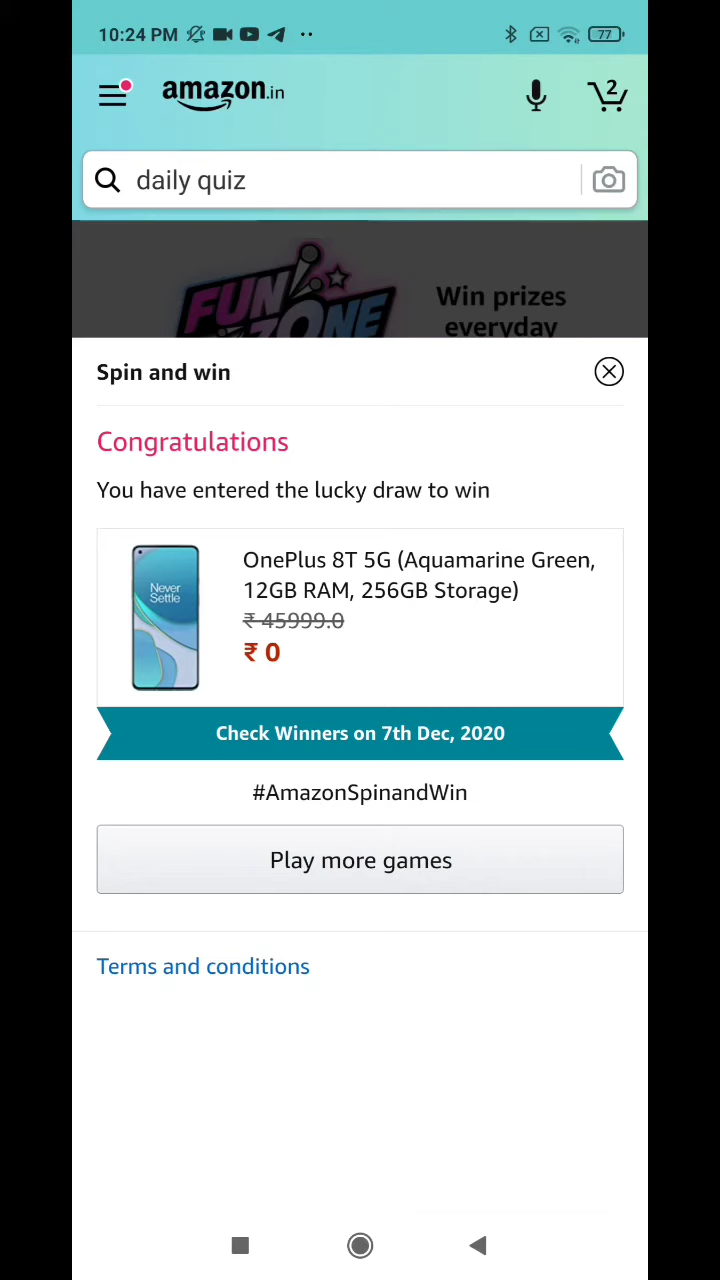 10:24 PM
77
amazon.in
2
daily quiz
FUN
ZONE
Win prizes
everyday
Spin and win
Congratulations
You have entered the lucky draw to win
Never
Settle
OnePlus 8T 5G (Aquamarine Green,
12GB RAM, 256GB Storage)
₹ 45999.0
₹ 0
Check Winners on 7th Dec, 2020
#AmazonSpinandWin
Play more games
Terms and conditions